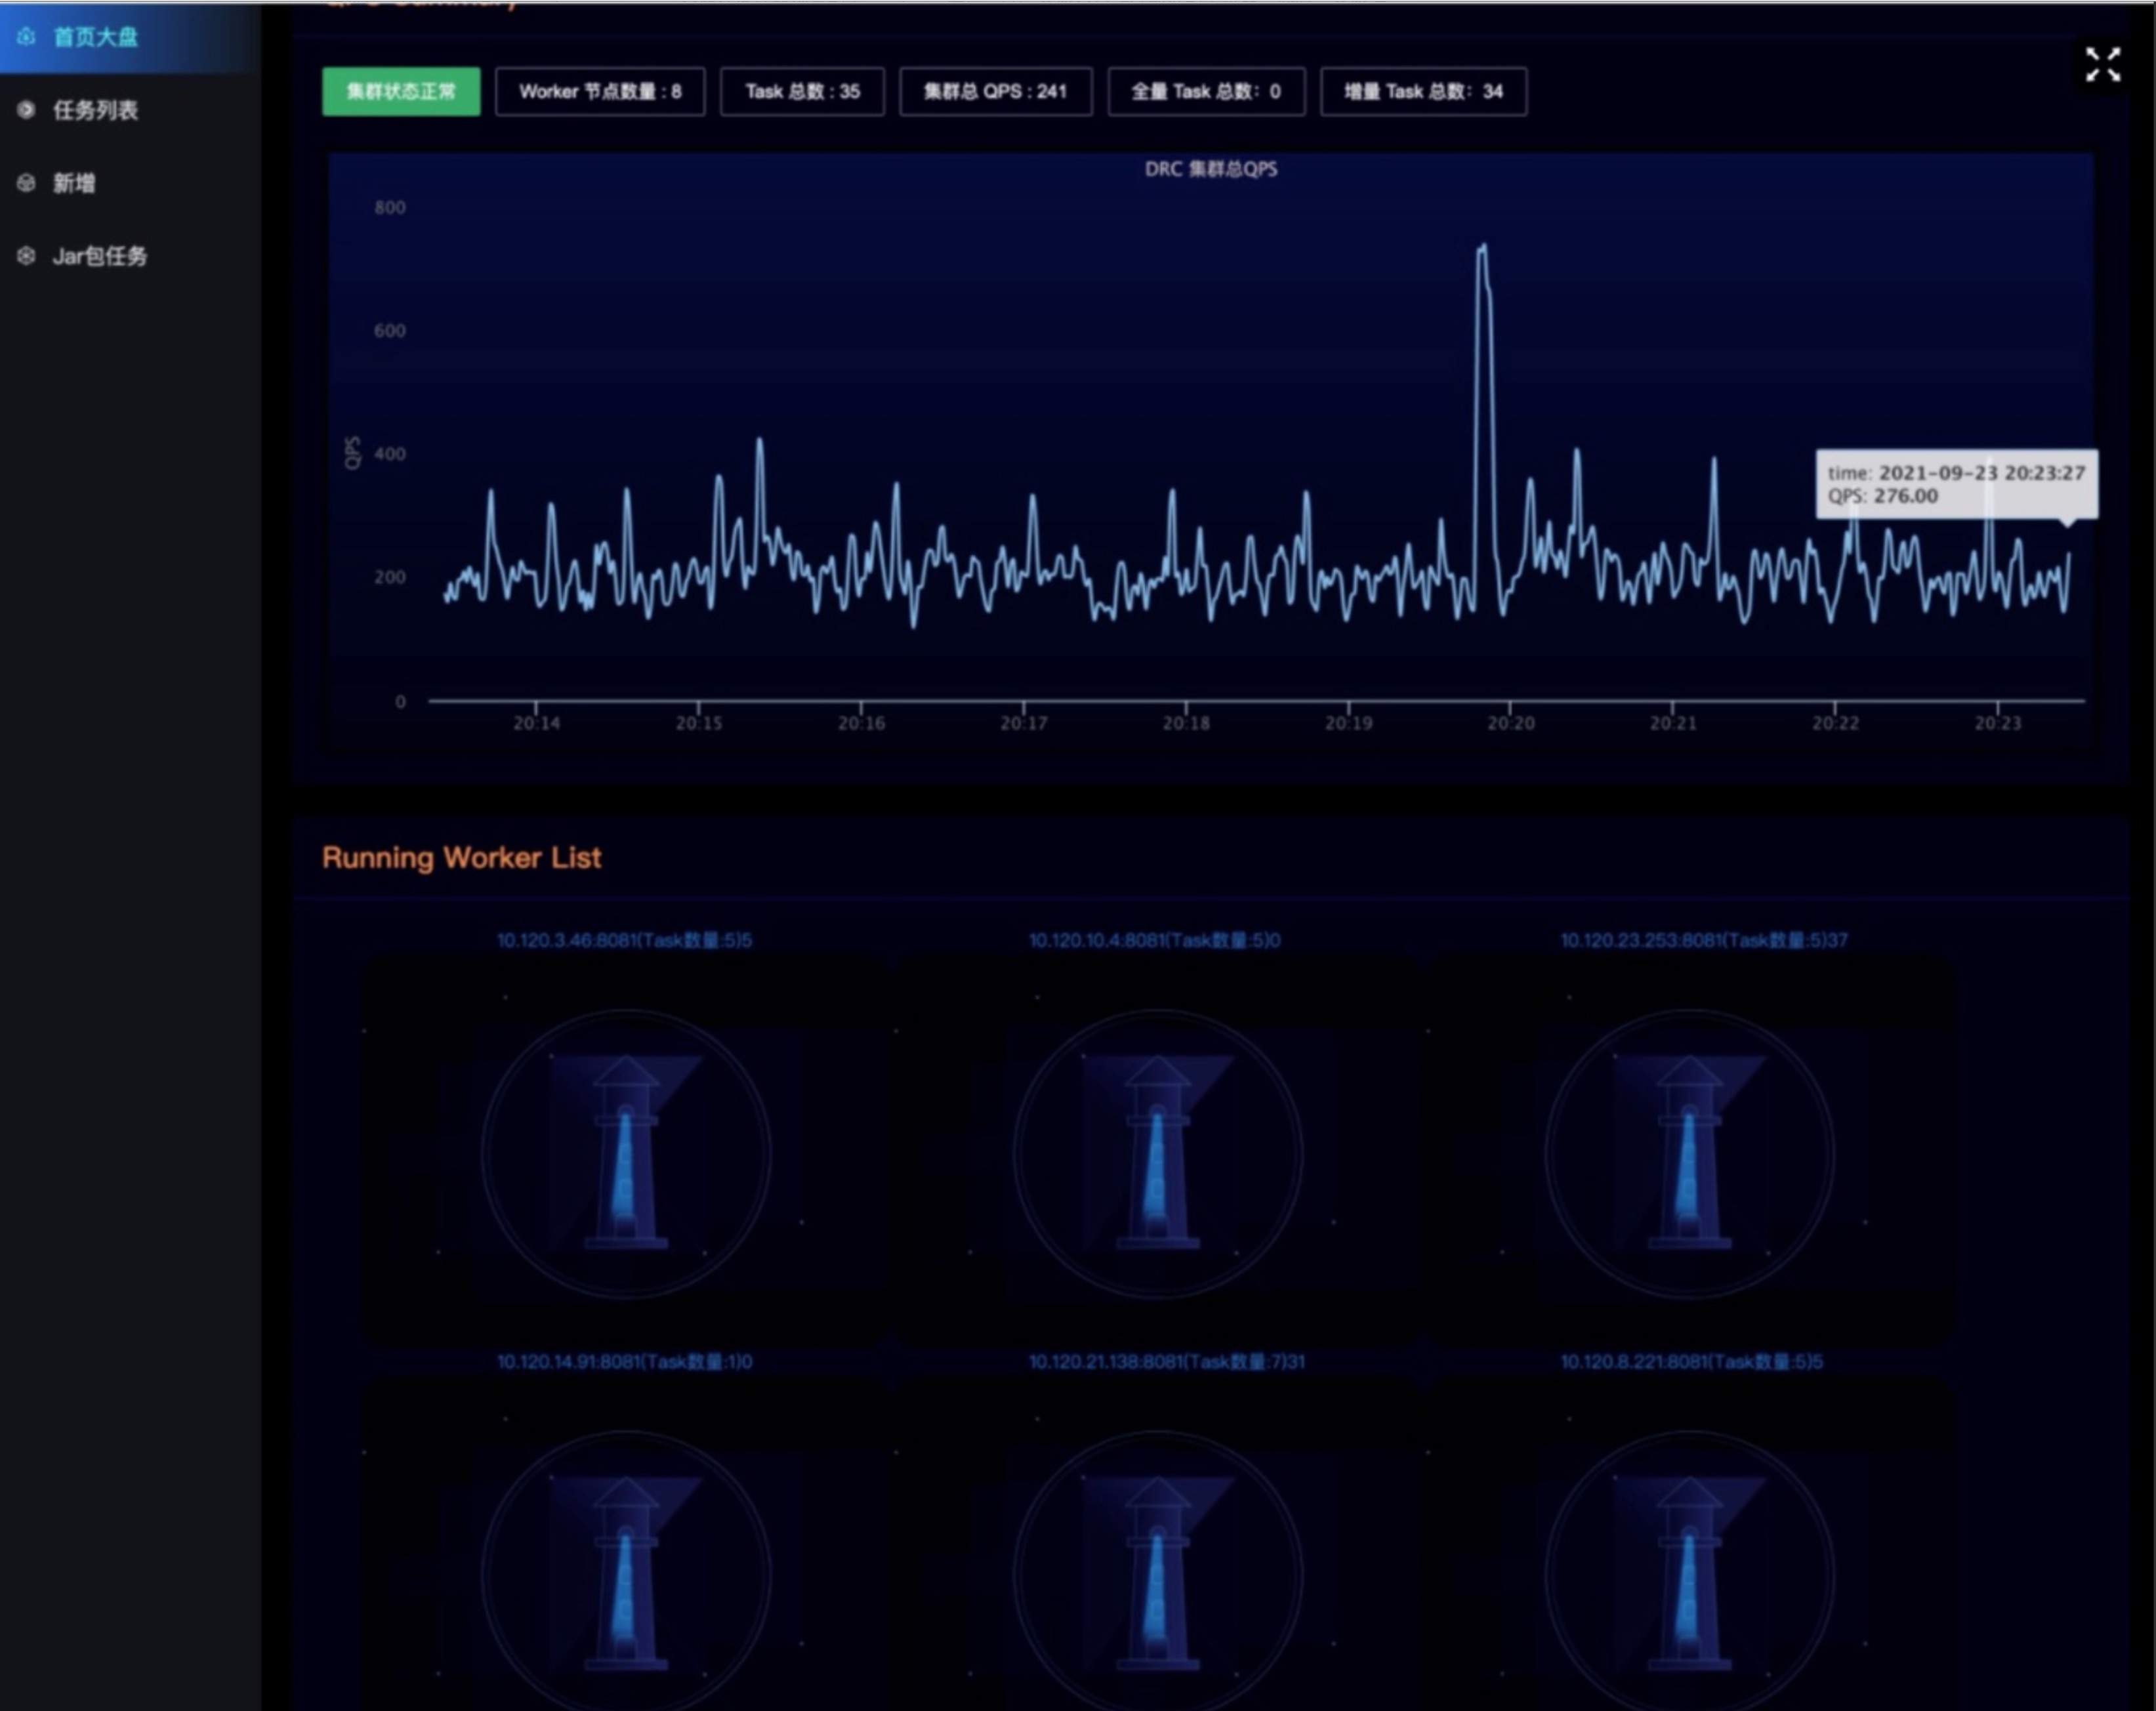 首页大盘
任务列表
新增
Jar包任务
集群状态正常
Worker 节点数量 : 8
Task 总数 : 35
集群总 QPS : 241
全量 Task 总数: 0
增量 Task 总数: 34
DRC 集群总QPS
800
600
400
200
0
QPS
time: 2021-09-23 20:23:27
QPS: 276.00
20:14
20:15
20:16
20:17
20:18
20:19
20:20
20:21
20:22
20:23
Running Worker List
10.120.3.46:8081(Task数量:5)5
10.120.10.4:8081(Task数量:5)0
10.120.23.253:8081(Task数量:5)37
10.120.14.91:8081(Task数量:1)0
10.120.21.138:8081(Task数量:7)31
10.120.8.221:8081(Task数量:5)5